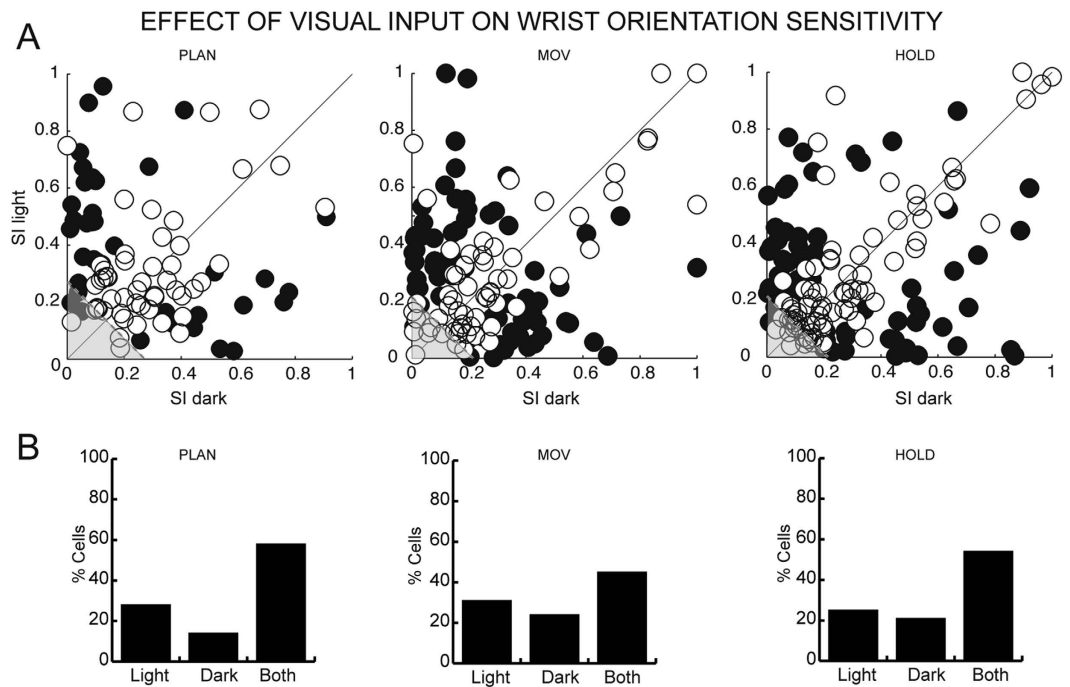 EFFECT OF VISUAL INPUT ON WRIST ORIENTATION SENSITIVITY
A
PLAN
MOV
HOLD
SI light
1
0.8
0.6
0.4
0.2
0
0
0.2
0.4
0.6
0.8
1
SI dark
1
0.8
0.6
0.4
0.2
0
0
0.2
0.4
0.6
0.8
1
SI dark
1
0.8
0.6
0.4
0.2
0
0
0.2
0.4
0.6
0.8
1
SI dark
B
PLAN
MOV
HOLD
% Cells
100
80
60
40
20
0
Light Dark Both
% Cells
100
80
60
40
20
0
Light Dark Both
% Cells
100
80
60
40
20
0
Light Dark Both